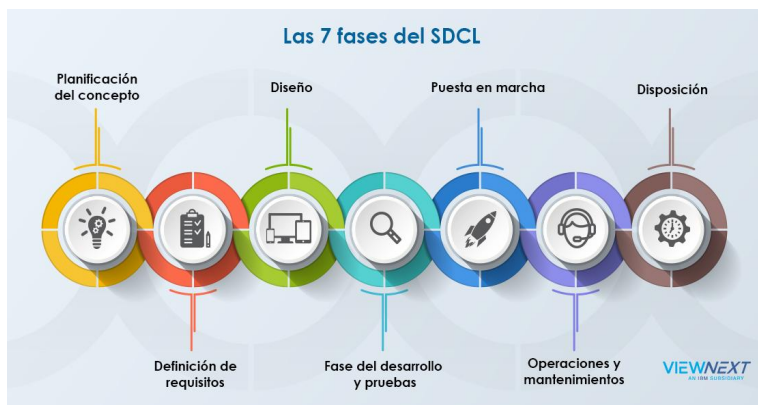 Las 7 fases del SDCL
Planificación
del concepto
Diseño
Puesta en marcha
Disposición
Definición de
requisitos
Fase del desarrollo
y pruebas
Operaciones y
mantenimientos
VIEWNEXT
AN IBM SUBSIDIARY